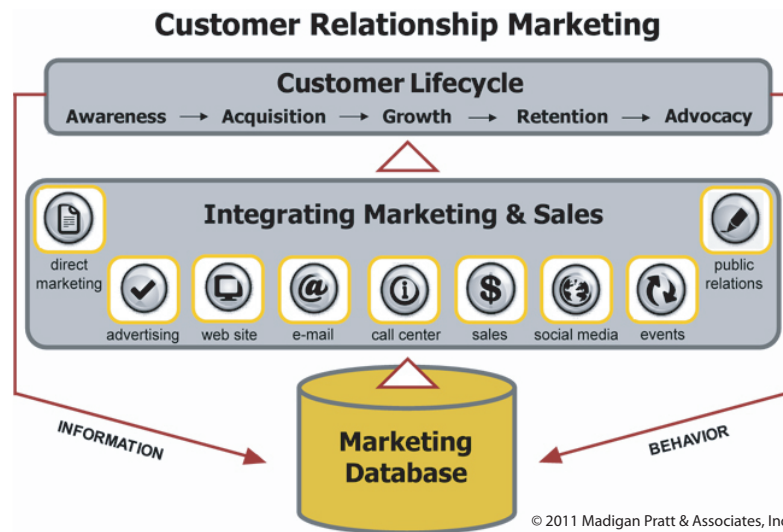 Customer Relationship Marketing
Customer Lifecycle
Awareness → Acquisition → Growth → Retention → Advocacy
Integrating Marketing & Sales
direct
marketing
public
relations
advertising
web site
e-mail
call center
sales
social media
events
INFORMATION
BEHAVIOR
Marketing
Database
© 2011 Madigan Pratt & Associates, Inc